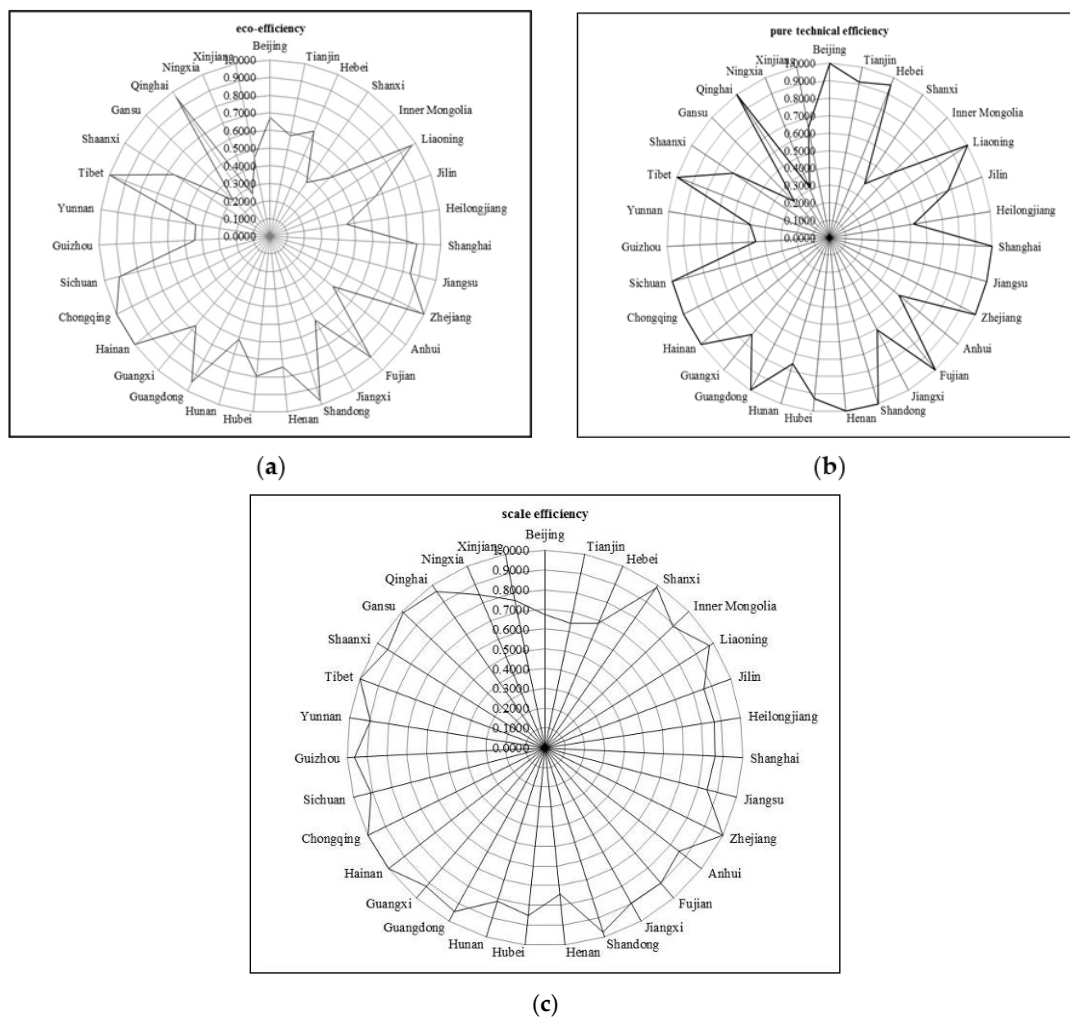 eco-efficiency
Beijing
Tianjin
Hebei
Shanxi
Inner Mongolia
Liaoning
Jilin
Heilongjiang
Shanghai
Jiangsu
Zhejiang
Anhui
Fujian
Jiangxi
Shandong
Henan
Hubei
Hunan
Guangdong
Guangxi
Hainan
Chongqing
Sichuan
Guizhou
Yunnan
Tibet
Shaanxi
Gansu
Qinghai
Ningxia
Xinjiang
1.0000
0.9000
0.8000
0.7000
0.6000
0.5000
0.4000
0.3000
0.2000
0.1000
0.0000
(a)
pure technical efficiency
Beijing
Tianjin
Hebei
Shanxi
Inner Mongolia
Liaoning
Jilin
Heilongjiang
Shanghai
Jiangsu
Zhejiang
Anhui
Fujian
Jiangxi
Shandong
Henan
Hubei
Hunan
Guangdong
Guangxi
Hainan
Chongqing
Sichuan
Guizhou
Yunnan
Tibet
Shaanxi
Gansu
Qinghai
Ningxia
Xinjiang
1.0000
0.9000
0.8000
0.7000
0.6000
0.5000
0.4000
0.3000
0.2000
0.1000
0.0000
(b)
scale efficiency
Beijing
Tianjin
Hebei
Shanxi
Inner Mongolia
Liaoning
Jilin
Heilongjiang
Shanghai
Jiangsu
Zhejiang
Anhui
Fujian
Jiangxi
Shandong
Henan
Hubei
Hunan
Guangdong
Guangxi
Hainan
Chongqing
Sichuan
Guizhou
Yunnan
Tibet
Shaanxi
Gansu
Qinghai
Ningxia
Xinjiang
1.0000
0.9000
0.8000
0.7000
0.6000
0.5000
0.4000
0.3000
0.2000
0.1000
0.0000
(c)